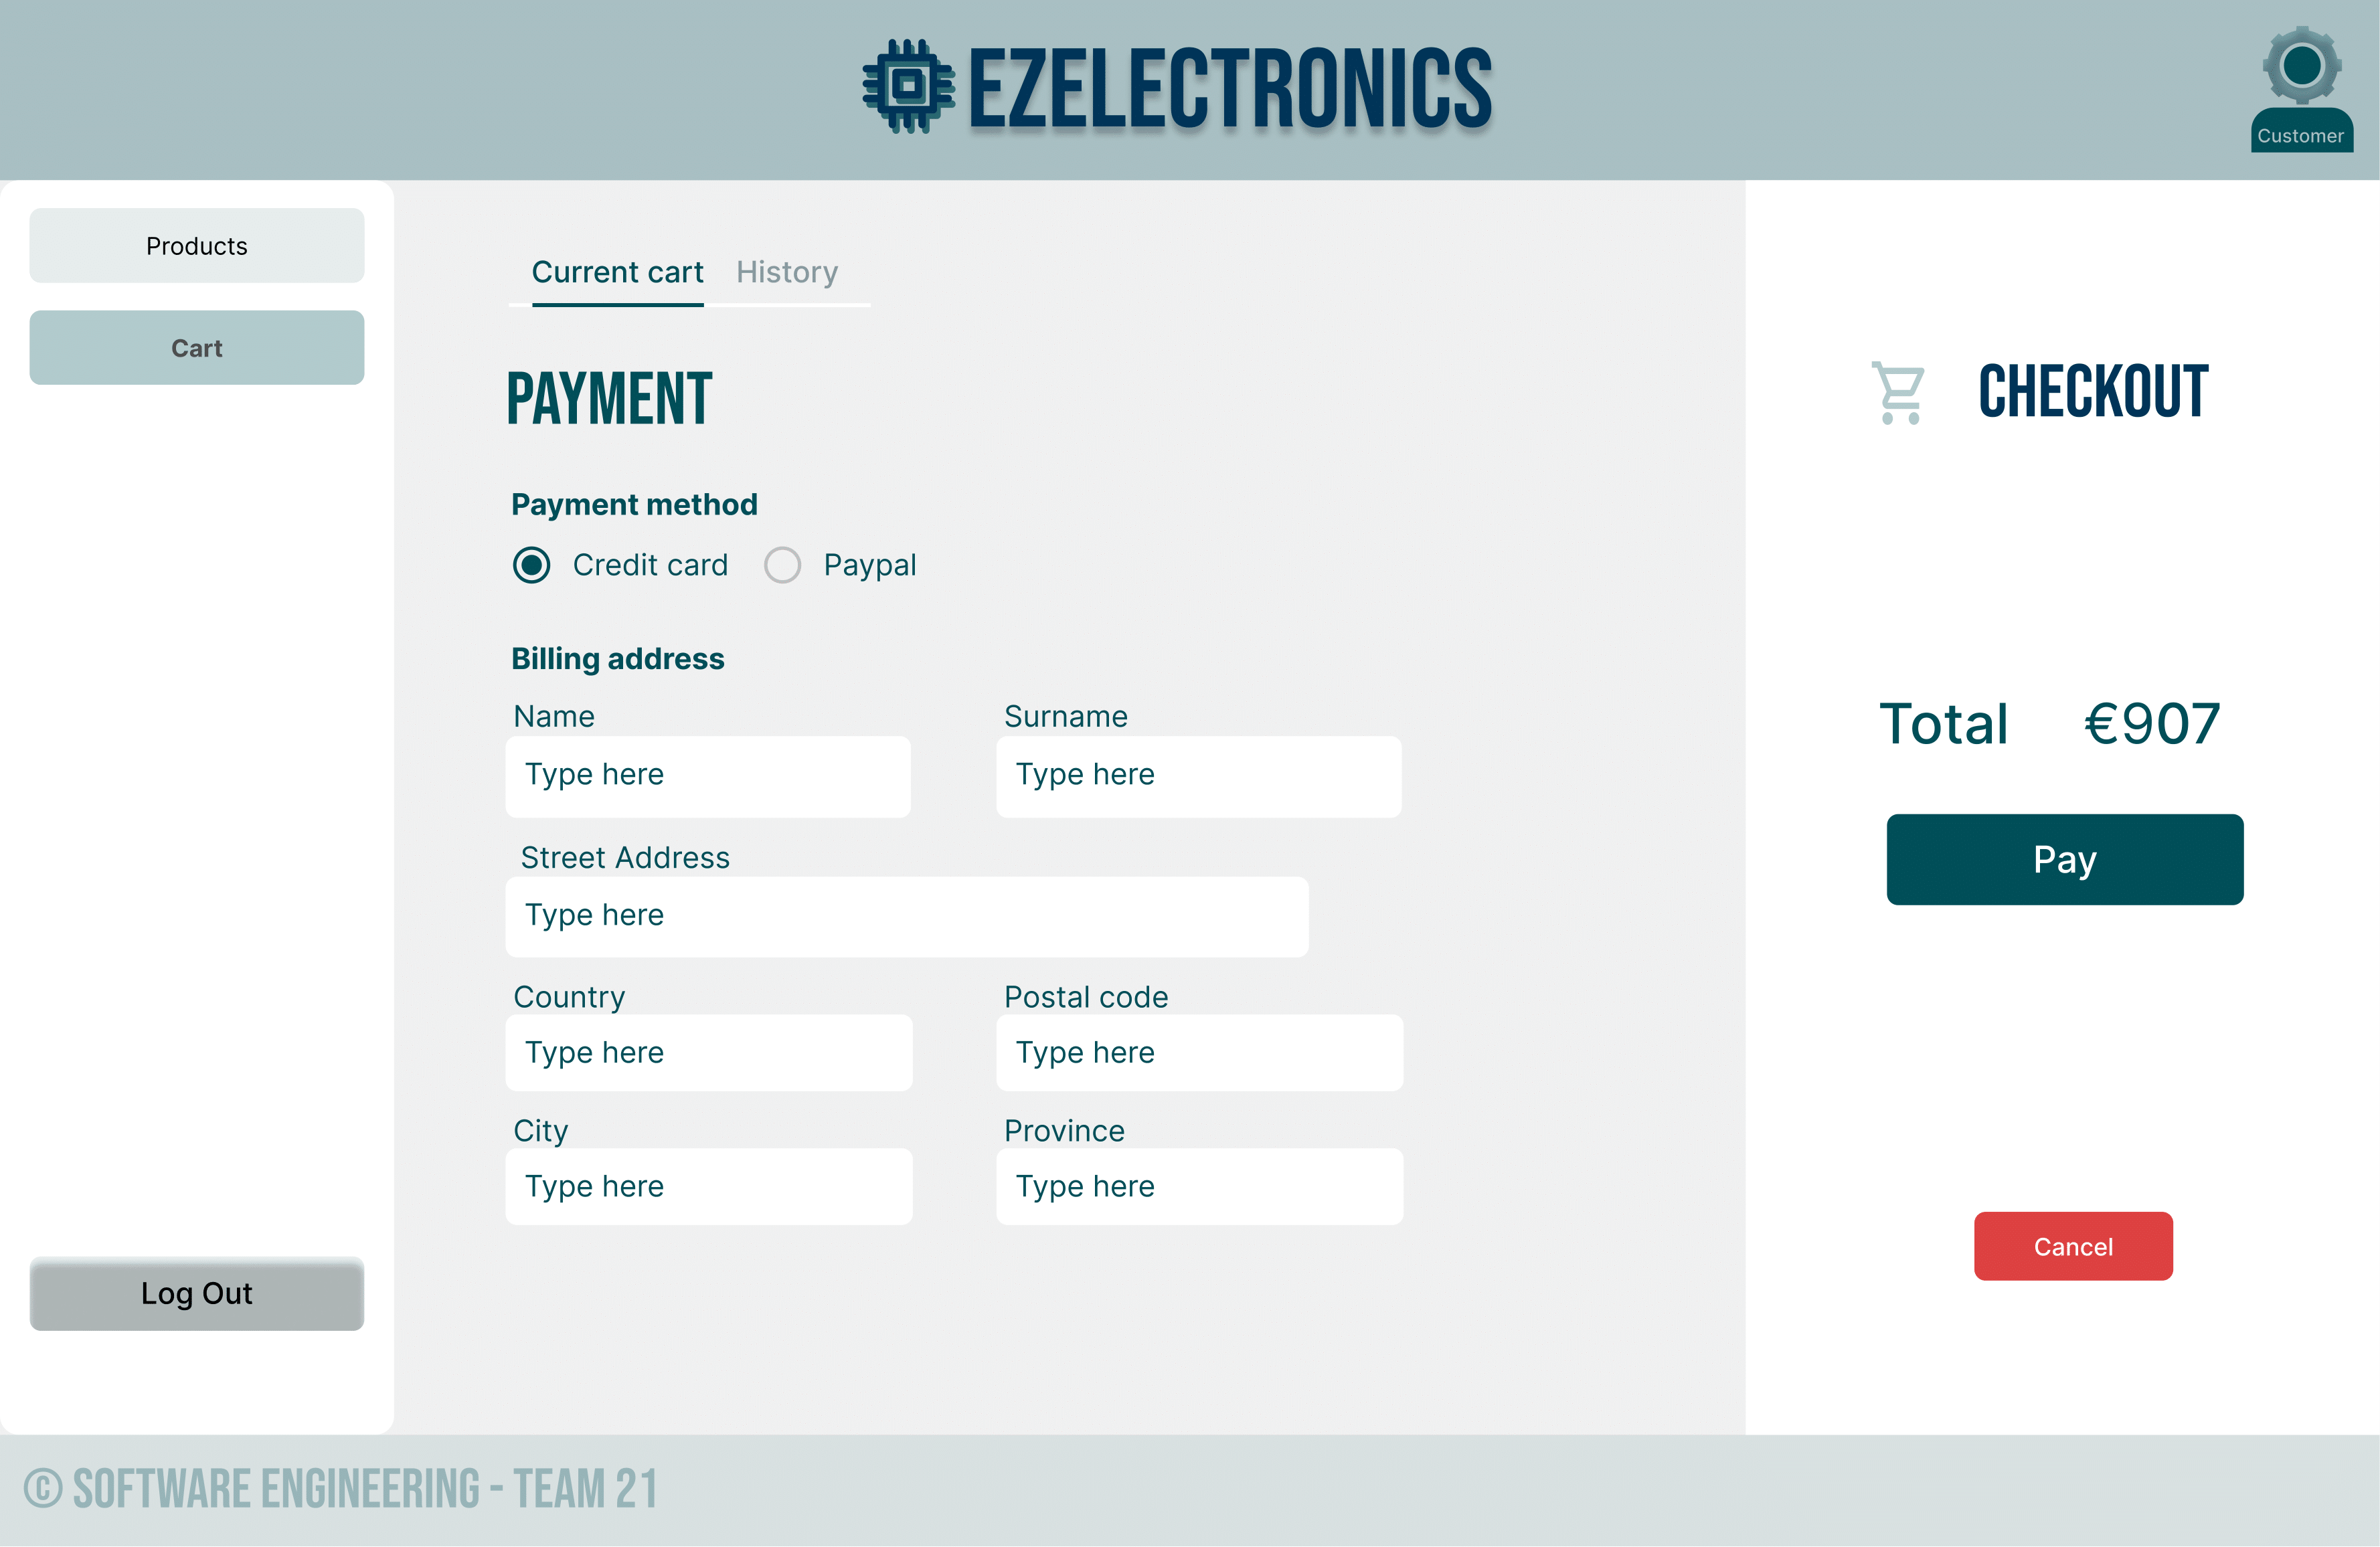 EZELECTRONICS
Customer
Products
Cart
Log Out
Current cart History
PAYMENT
Payment method
Credit card Paypal
Billing address
Name Surname
Type here Type here
Street Address
Type here
Country Postal code
Type here Type here
City Province
Type here Type here
CHECKOUT
Total €907
Pay
Cancel
© SOFTWARE ENGINEERING - TEAM 21